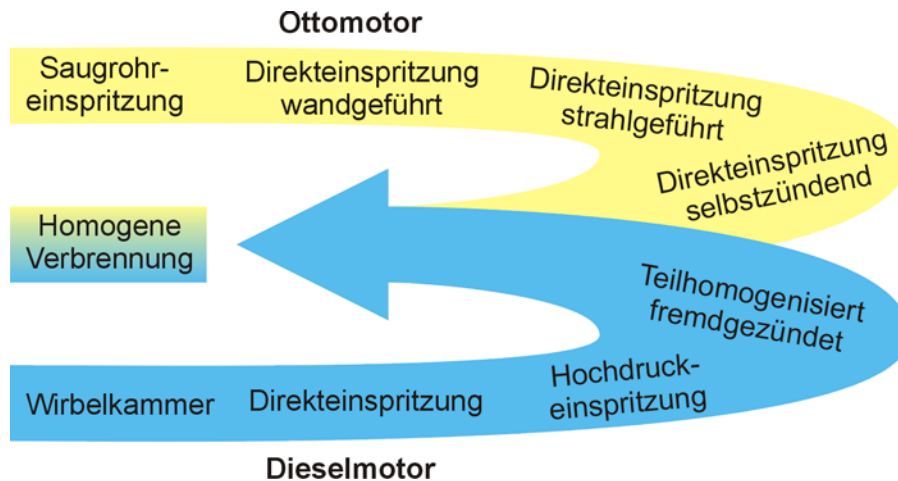 Ottomotor
Saugrohr-
einspritzung
Direkteinspritzung
wandgeführt
Direkteinspritzung
strahlgeführt
Direkteinspritzung
selbstzündend
Homogene
Verbrennung
Teilhomogenisiert
fremdgezündet
Hochdruck-
einspritzung
Direkteinspritzung
Wirbelkammer
Dieselmotor